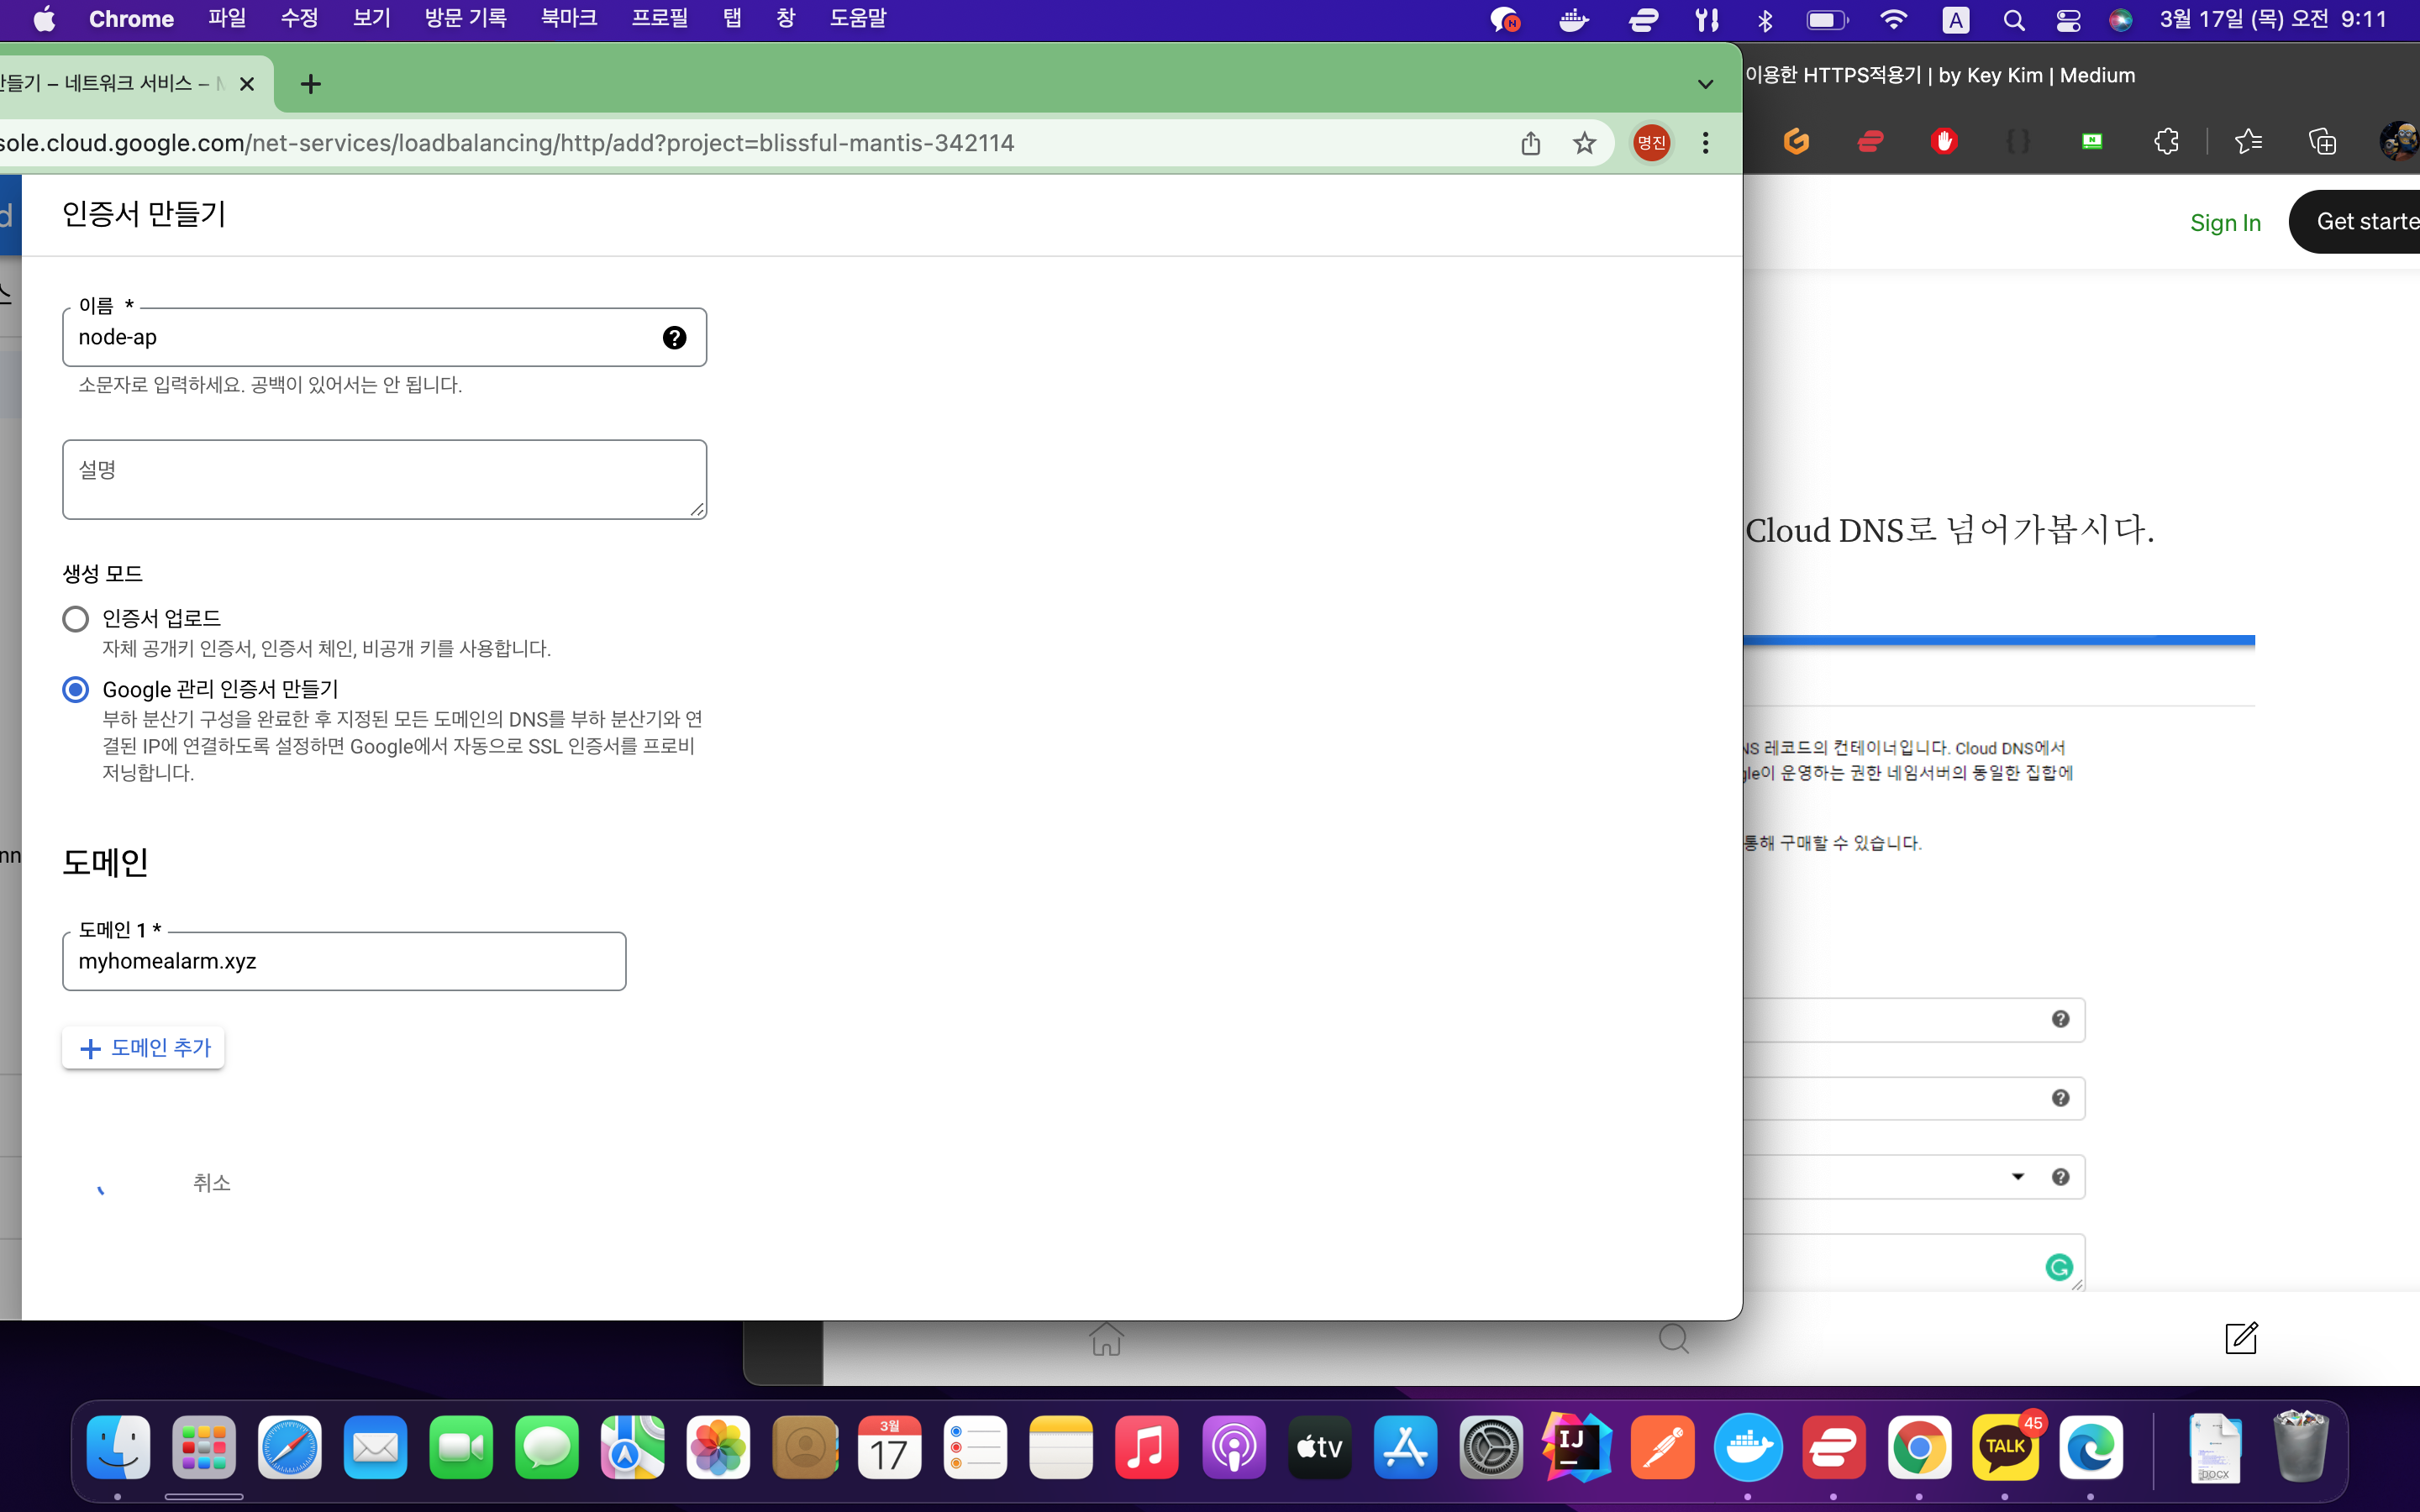 Chrome 파일 수정 보기 방문 기록 북마크 프로필 탭 창 도움말
A 3월 17일 (목) 오전 9:11
만들기 – 네트워크 서비스 –
sole.cloud.google.com/net-services/loadbalancing/http/add?project=blissful-mantis-342114
명진
인증서 만들기
이름 *
node-ap
소문자로 입력하세요. 공백이 있어서는 안 됩니다.
설명
생성 모드
인증서 업로드
자체 공개키 인증서, 인증서 체인, 비공개 키를 사용합니다.
Google 관리 인증서 만들기
부하 분산기 구성을 완료한 후 지정된 모든 도메인의 DNS를 부하 분산기와 연
결된 IP에 연결하도록 설정하면 Google에서 자동으로 SSL 인증서를 프로비
저닝합니다.
도메인
도메인 1 *
myhomealarm.xyz
+ 도메인 추가
취소
이용한 HTTPS적용기 | by Key Kim | Medium
Sign In
Get starte
Cloud DNS로 넘어가봅시다.
NS 레코드의 컨테이너입니다. Cloud DNS에서
gle이 운영하는 권한 네임서버의 동일한 집합에
통해 구매할 수 있습니다.
3월
17
tv
IJ
TALK
45
DOCX